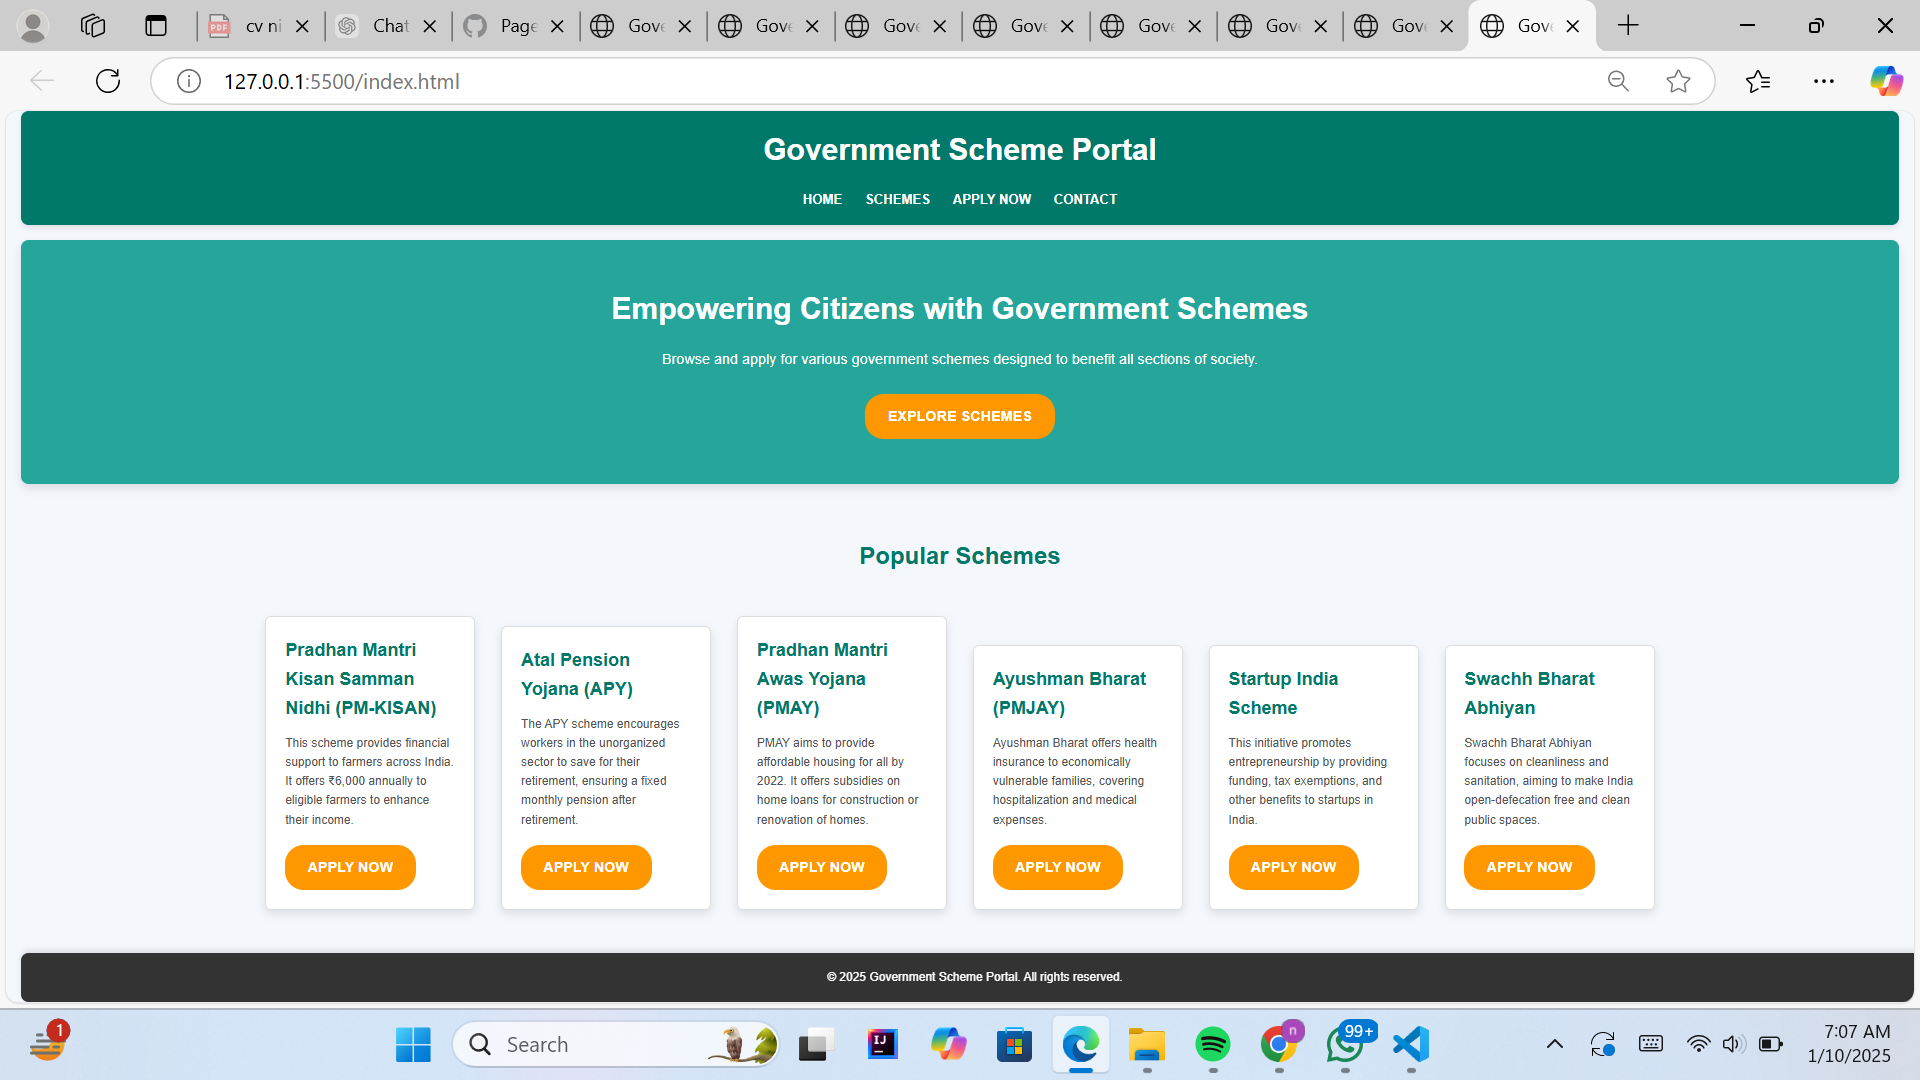 cv ni
Chat
Page
Gove
Gove
Gove
Gove
Gove
Gove
Gove
Gove
127.0.0.1:5500/index.html
Government Scheme Portal
HOME SCHEMES APPLY NOW CONTACT
Empowering Citizens with Government Schemes
Browse and apply for various government schemes designed to benefit all sections of society.
EXPLORE SCHEMES
Popular Schemes
Pradhan Mantri
Kisan Samman
Nidhi (PM-KISAN)
This scheme provides financial
support to farmers across India.
It offers ₹6,000 annually to
eligible farmers to enhance
their income.
APPLY NOW
Atal Pension
Yojana (APY)
The APY scheme encourages
workers in the unorganized
sector to save for their
retirement, ensuring a fixed
monthly pension after
retirement.
APPLY NOW
Pradhan Mantri
Awas Yojana
(PMAY)
PMAY aims to provide
affordable housing for all by
2022. It offers subsidies on
home loans for construction or
renovation of homes.
APPLY NOW
Ayushman Bharat
(PMJAY)
Ayushman Bharat offers health
insurance to economically
vulnerable families, covering
hospitalization and medical
expenses.
APPLY NOW
Startup India
Scheme
This initiative promotes
entrepreneurship by providing
funding, tax exemptions, and
other benefits to startups in
India.
APPLY NOW
Swachh Bharat
Abhiyan
Swachh Bharat Abhiyan
focuses on cleanliness and
sanitation, aiming to make India
open-defecation free and clean
public spaces.
APPLY NOW
© 2025 Government Scheme Portal. All rights reserved.
1
Search
IJ
n
99+
7:07 AM
1/10/2025